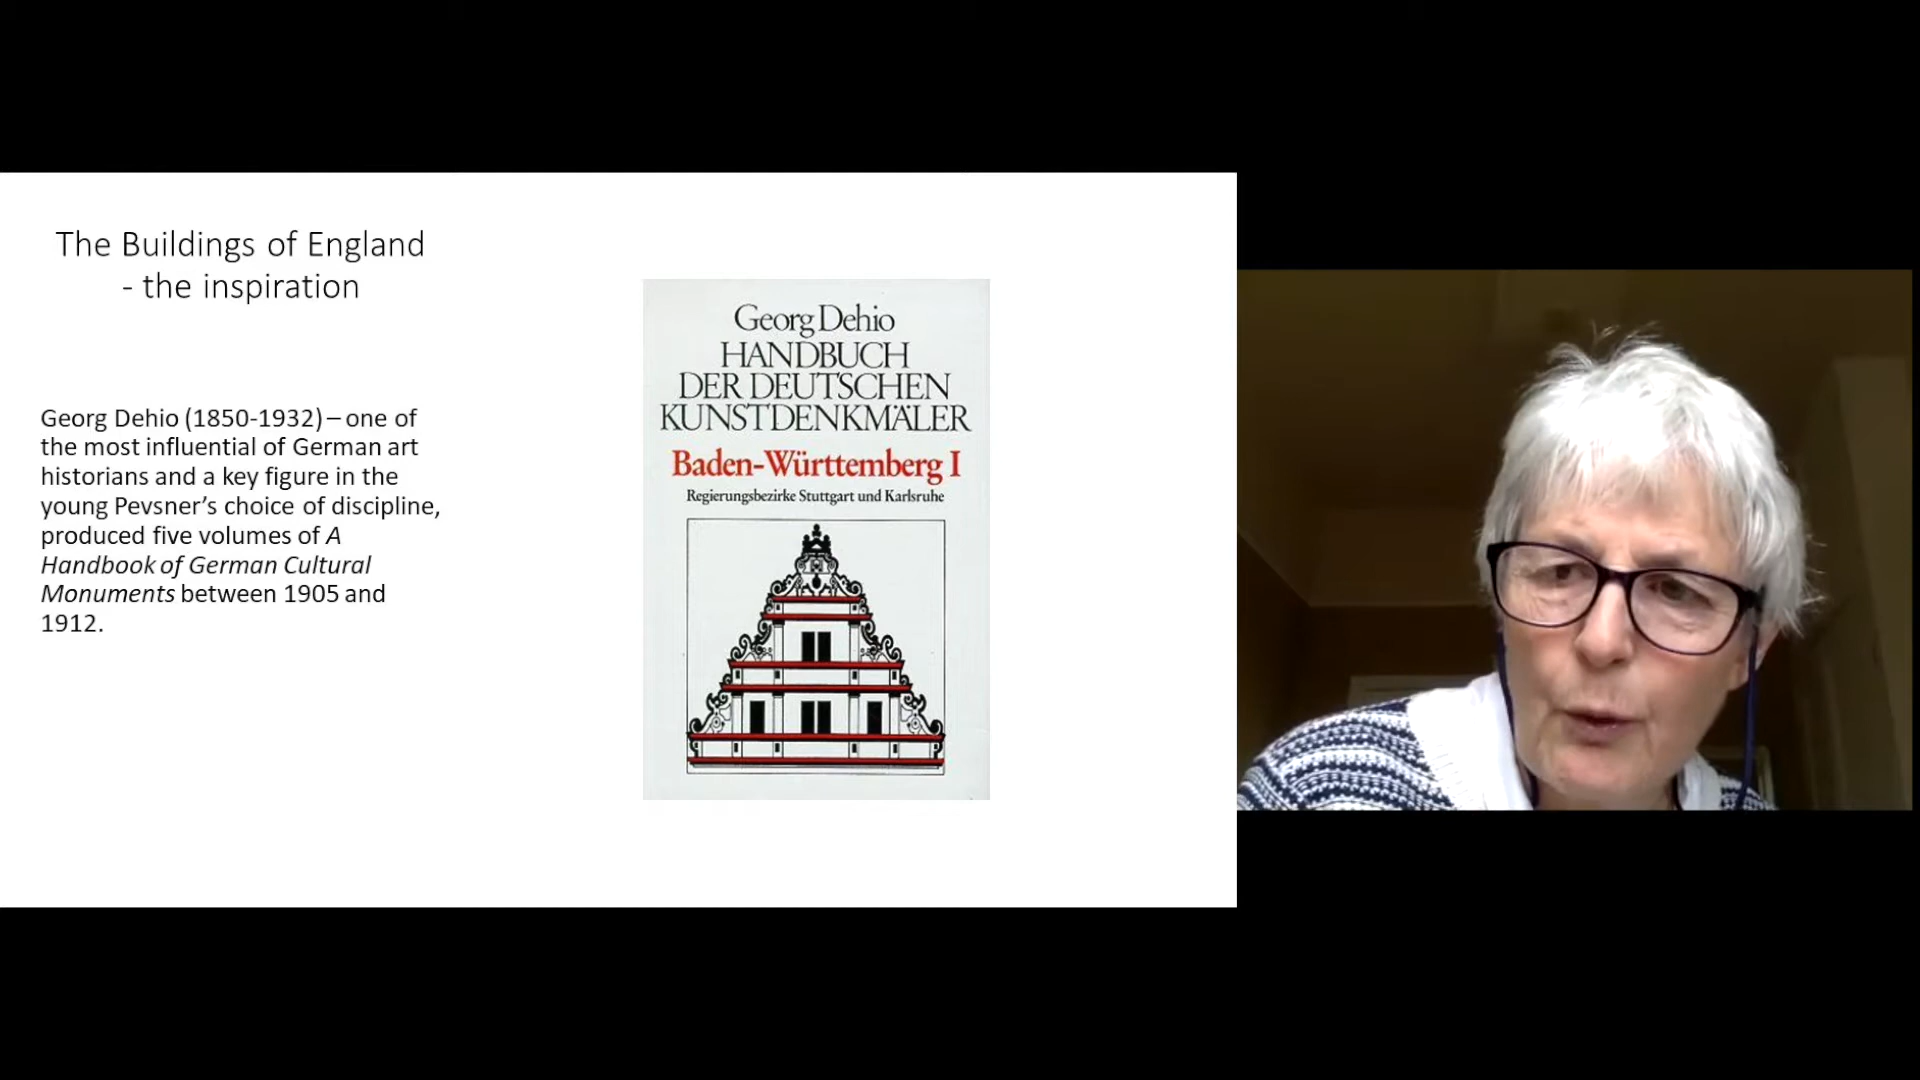 The Buildings of England
- the inspiration
Georg Dehio (1850-1932) – one of
the most influential of German art
historians and a key figure in the
young Pevsner's choice of discipline,
produced five volumes of A
Handbook of German Cultural
Monuments between 1905 and
1912.
Georg Dehio
HANDBUCH
DER DEUTSCHEN
KUNSTDENKMÄLER
Baden-Württemberg I
Regierungsbezirke Stuttgart und Karlsruhe